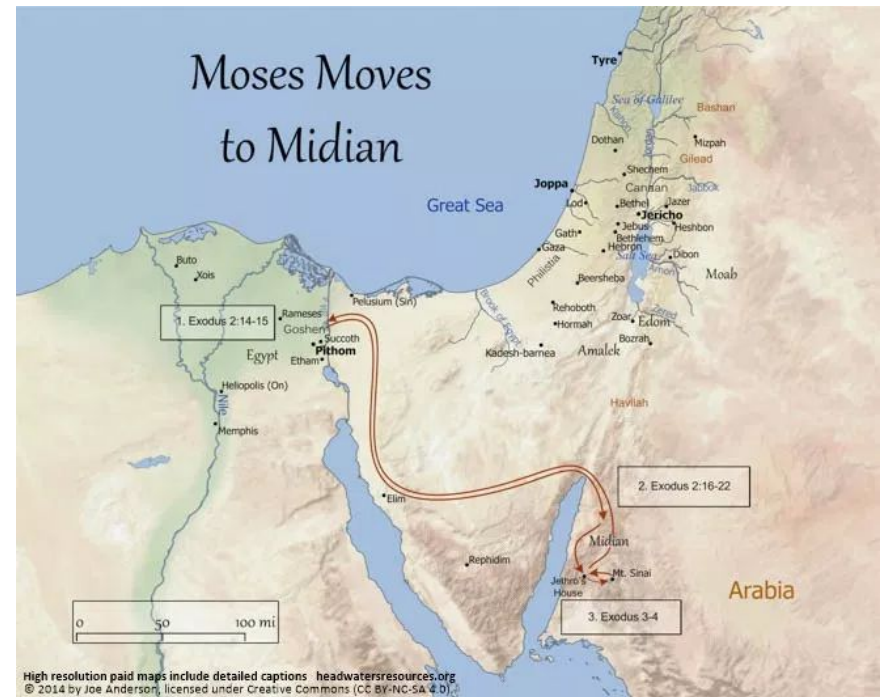 Moses Moves
to Midian
Tyre
Sea of Galilee
Kishon
Bashan
Dothan
Mizpah
Gilead
Shechem
Joppa
Canaan
Jabbok
Great Sea
Lod
Bethel
Jazer
Jericho
Jebus
Heshbon
Gath
Bethlehem
Gaza
Hebron
Salt Sea
Dibon
Philistia
Arnon
Moab
Buto
Xois
Beersheba
Pelusium (Sin)
Brook of Egypt
Rehoboth
Zoar
Zered
Edom
1. Exodus 2:14-15
Rameses
Goshen
Hormah
Succoth
Bozrah
Pithom
Kadesh-barnea
Amalek
Egypt
Etham
Heliopolis (On)
Nile
Havilah
Memphis
2. Exodus 2:16-22
Elim
Midian
Rephidim
Jethro's
House
Mt. Sinai
Arabia
3. Exodus 3-4
0 50 100 mi
High resolution paid maps include detailed captions headwatersresources.org
© 2014 by Joe Anderson, licensed under Creative Commons (CC BY-NC-SA 4.0).